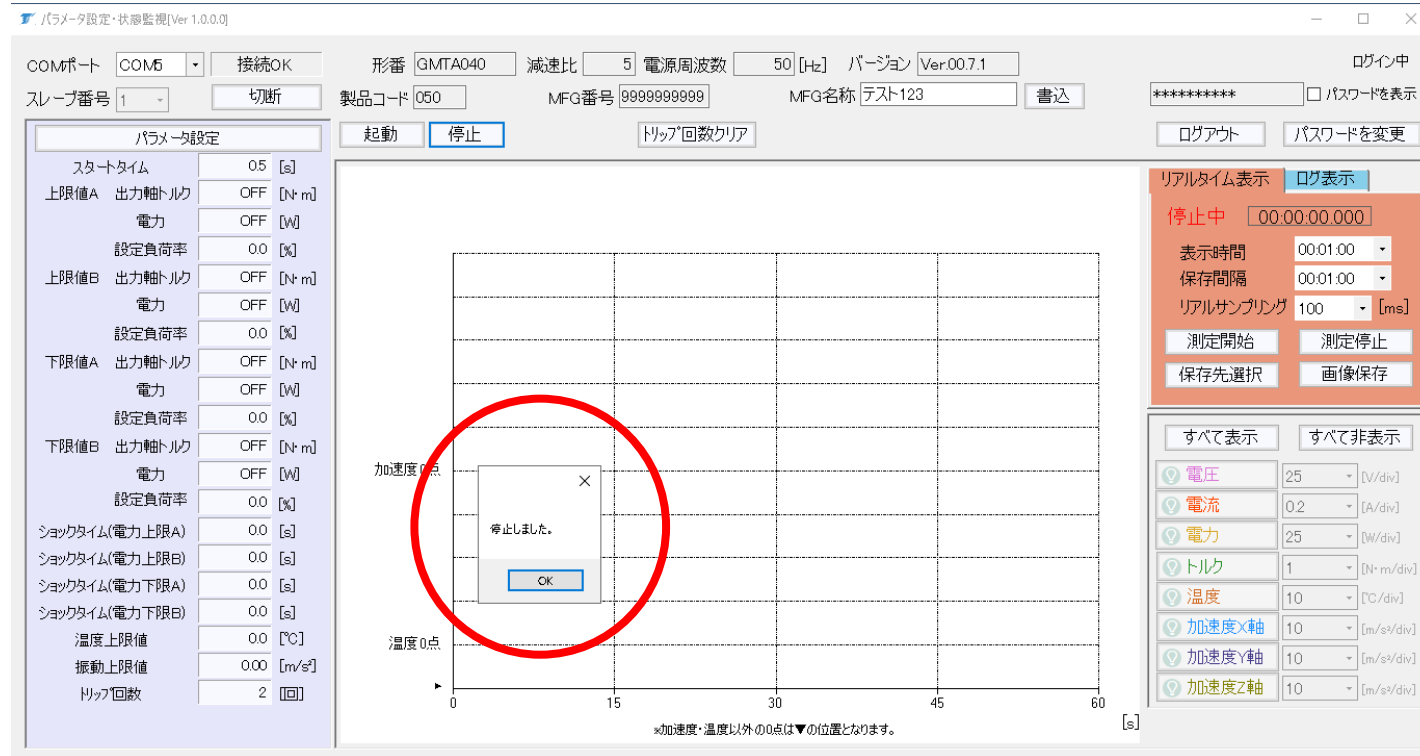 パラメータ設定・状態監視[Ver 1.0.0.0]
COMポート COM5 接続OK 形番 GMTA040 減速比 5 電源周波数 50 [Hz] バージョン Ver.00.7.1 ログイン中
スレーブ番号 1 切断 製品コード 050 MFG番号 9999999999 MFG名称 テスト123 書込 ********** パスワードを表示
パラメータ設定 起動 停止 トリップ回数クリア ログアウト パスワードを変更
スタートタイム 0.5 [s]
上限値A 出力軸トルク OFF [N・m]
電力 OFF [W]
設定負荷率 0.0 [%]
上限値B 出力軸トルク OFF [N・m]
電力 OFF [W]
設定負荷率 0.0 [%]
下限値A 出力軸トルク OFF [N・m]
電力 OFF [W]
設定負荷率 0.0 [%]
下限値B 出力軸トルク OFF [N・m]
電力 OFF [W]
設定負荷率 0.0 [%]
ショックタイム(電力上限A) 0.0 [s]
ショックタイム(電力上限B) 0.0 [s]
ショックタイム(電力下限A) 0.0 [s]
ショックタイム(電力下限B) 0.0 [s]
温度上限値 0.0 [℃]
振動上限値 0.00 [m/s²]
トリップ回数 2 [回]
加速度0点
温度0点
停止しました。
OK
0 15 30 45 60 [s]
※加速度・温度以外の0点は▼の位置となります。
リアルタイム表示 ログ表示
停止中 00:00:00.000
表示時間 00:01:00
保存間隔 00:01:00
リアルサンプリング 100 [ms]
測定開始 測定停止
保存先選択 画像保存
すべて表示 すべて非表示
電圧 25 [V/div]
電流 0.2 [A/div]
電力 25 [W/div]
トルク 1 [N・m/div]
温度 10 [℃/div]
加速度X軸 10 [m/s²/div]
加速度Y軸 10 [m/s²/div]
加速度Z軸 10 [m/s²/div]